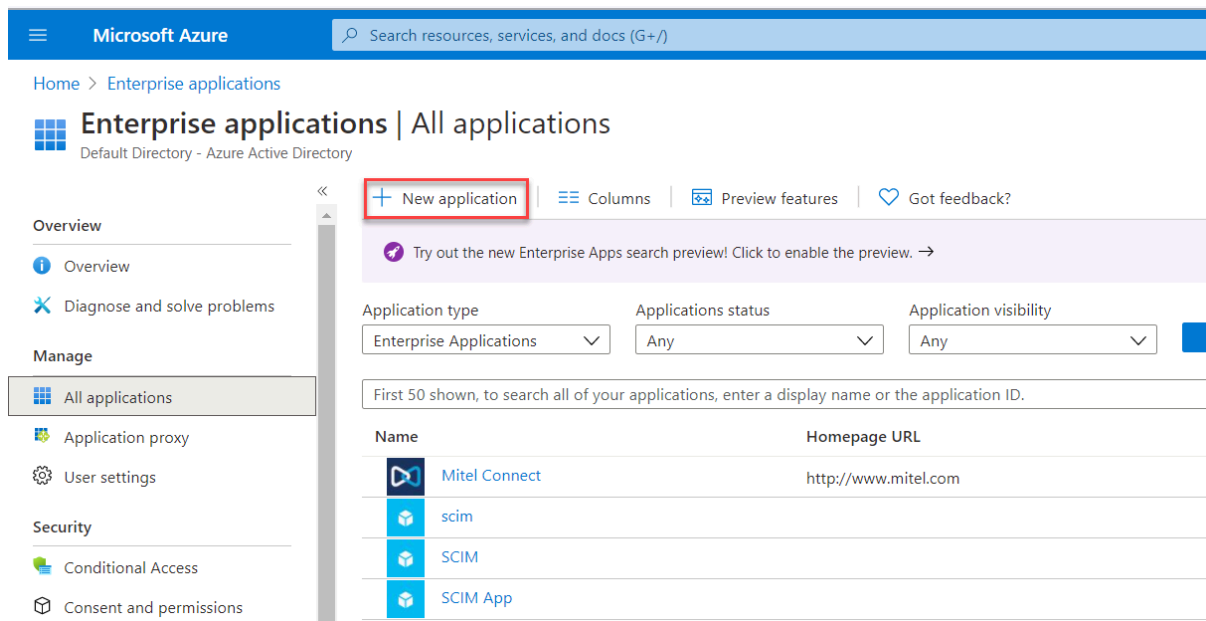 Microsoft Azure
Search resources, services, and docs (G+/)
Home > Enterprise applications
Enterprise applications | All applications
Default Directory - Azure Active Directory
«
New application
Columns
Preview features
Got feedback?
Overview
Overview
Diagnose and solve problems
Manage
All applications
Application proxy
User settings
Security
Conditional Access
Consent and permissions
Try out the new Enterprise Apps search preview! Click to enable the preview. →
Application type
Applications status
Application visibility
Enterprise Applications
Any
Any
First 50 shown, to search all of your applications, enter a display name or the application ID.
Name
Homepage URL
Mitel Connect
http://www.mitel.com
scim
SCIM
SCIM App